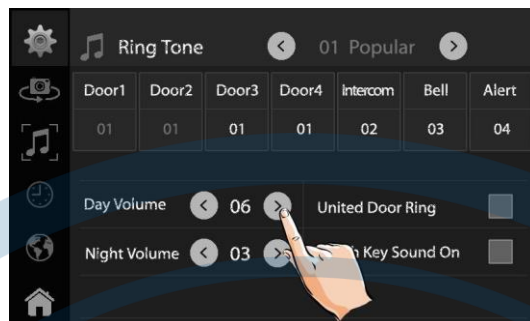 Ring Tone 01 Popular
Door1 Door2 Door3 Door4 intercom Bell Alert
01 01 01 01 02 03 04
Day Volume 06 United Door Ring
Night Volume 03 Key Sound On